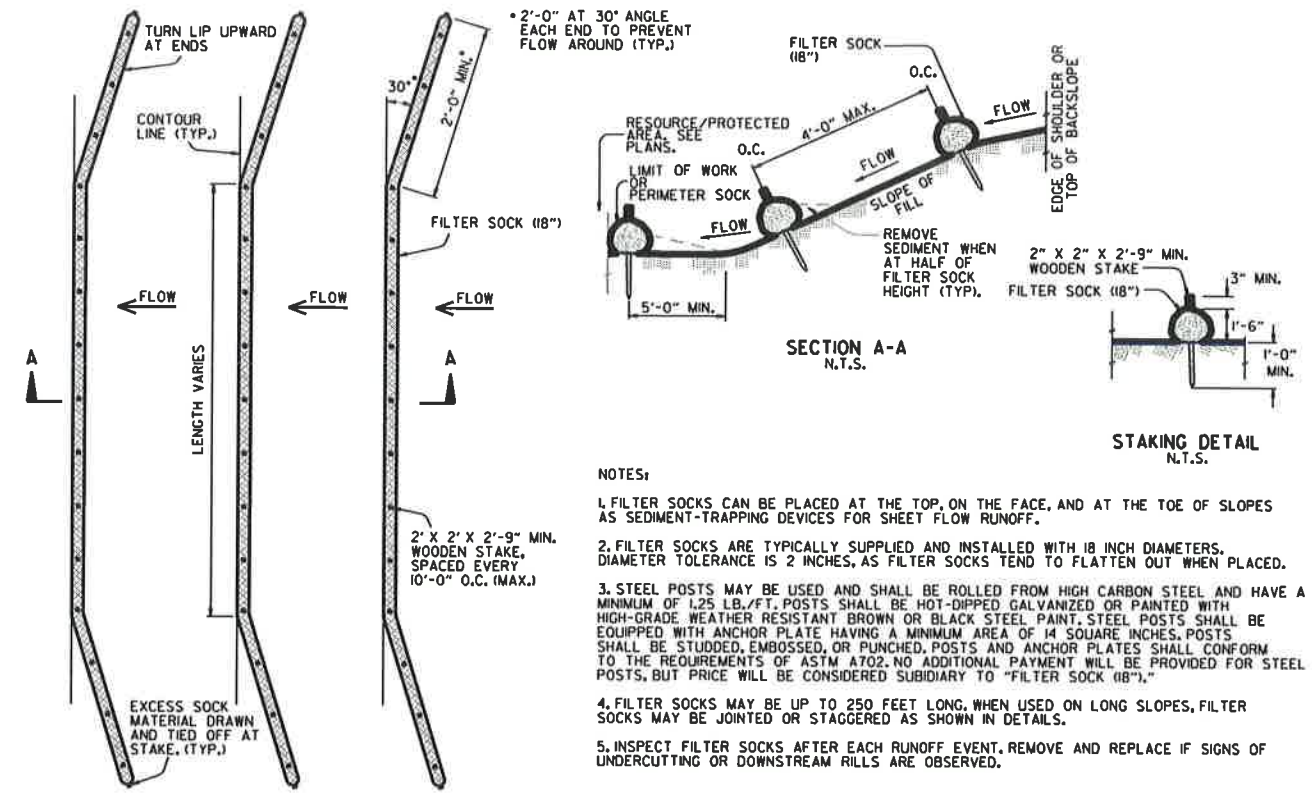 TURN LIP UPWARD
AT ENDS
CONTOUR
LINE (TYP.)
30°*
2'-0" MIN.*
* 2'-0" AT 30° ANGLE
EACH END TO PREVENT
FLOW AROUND (TYP.)
FILTER SOCK (18")
FLOW
FLOW
FLOW
A
A
LENGTH VARIES
2' X 2' X 2'-9" MIN.
WOODEN STAKE,
SPACED EVERY
10'-0" O.C. (MAX.)
EXCESS SOCK
MATERIAL DRAWN
AND TIED OFF AT
STAKE. (TYP.)
FILTER SOCK
(18")
O.C.
4'-0" MAX.
O.C.
FLOW
EDGE OF SHOULDER OR
TOP OF BACKSLOPE
RESOURCE/PROTECTED
AREA. SEE
PLANS.
LIMIT OF WORK
OR
PERIMETER SOCK
FLOW
FLOW
SLOPE OF
FILL
REMOVE
SEDIMENT WHEN
AT HALF OF
FILTER SOCK
HEIGHT (TYP).
5'-0" MIN.
SECTION A-A
N.T.S.
2" X 2" X 2'-9" MIN.
WOODEN STAKE
FILTER SOCK (18")
3" MIN.
1'-6"
1'-0"
MIN.
STAKING DETAIL
N.T.S.
NOTES:
1. FILTER SOCKS CAN BE PLACED AT THE TOP, ON THE FACE, AND AT THE TOE OF SLOPES
AS SEDIMENT-TRAPPING DEVICES FOR SHEET FLOW RUNOFF.
2. FILTER SOCKS ARE TYPICALLY SUPPLIED AND INSTALLED WITH 18 INCH DIAMETERS.
DIAMETER TOLERANCE IS 2 INCHES, AS FILTER SOCKS TEND TO FLATTEN OUT WHEN PLACED.
3. STEEL POSTS MAY BE USED AND SHALL BE ROLLED FROM HIGH CARBON STEEL AND HAVE A
MINIMUM OF 1.25 LB./FT. POSTS SHALL BE HOT-DIPPED GALVANIZED OR PAINTED WITH
HIGH-GRADE WEATHER RESISTANT BROWN OR BLACK STEEL PAINT. STEEL POSTS SHALL BE
EQUIPPED WITH ANCHOR PLATE HAVING A MINIMUM AREA OF 14 SQUARE INCHES. POSTS
SHALL BE STUDDED, EMBOSSED, OR PUNCHED. POSTS AND ANCHOR PLATES SHALL CONFORM
TO THE REQUIREMENTS OF ASTM A702. NO ADDITIONAL PAYMENT WILL BE PROVIDED FOR STEEL
POSTS, BUT PRICE WILL BE CONSIDERED SUBIDIARY TO "FILTER SOCK (18")."
4. FILTER SOCKS MAY BE UP TO 250 FEET LONG. WHEN USED ON LONG SLOPES, FILTER
SOCKS MAY BE JOINTED OR STAGGERED AS SHOWN IN DETAILS.
5. INSPECT FILTER SOCKS AFTER EACH RUNOFF EVENT. REMOVE AND REPLACE IF SIGNS OF
UNDERCUTTING OR DOWNSTREAM RILLS ARE OBSERVED.